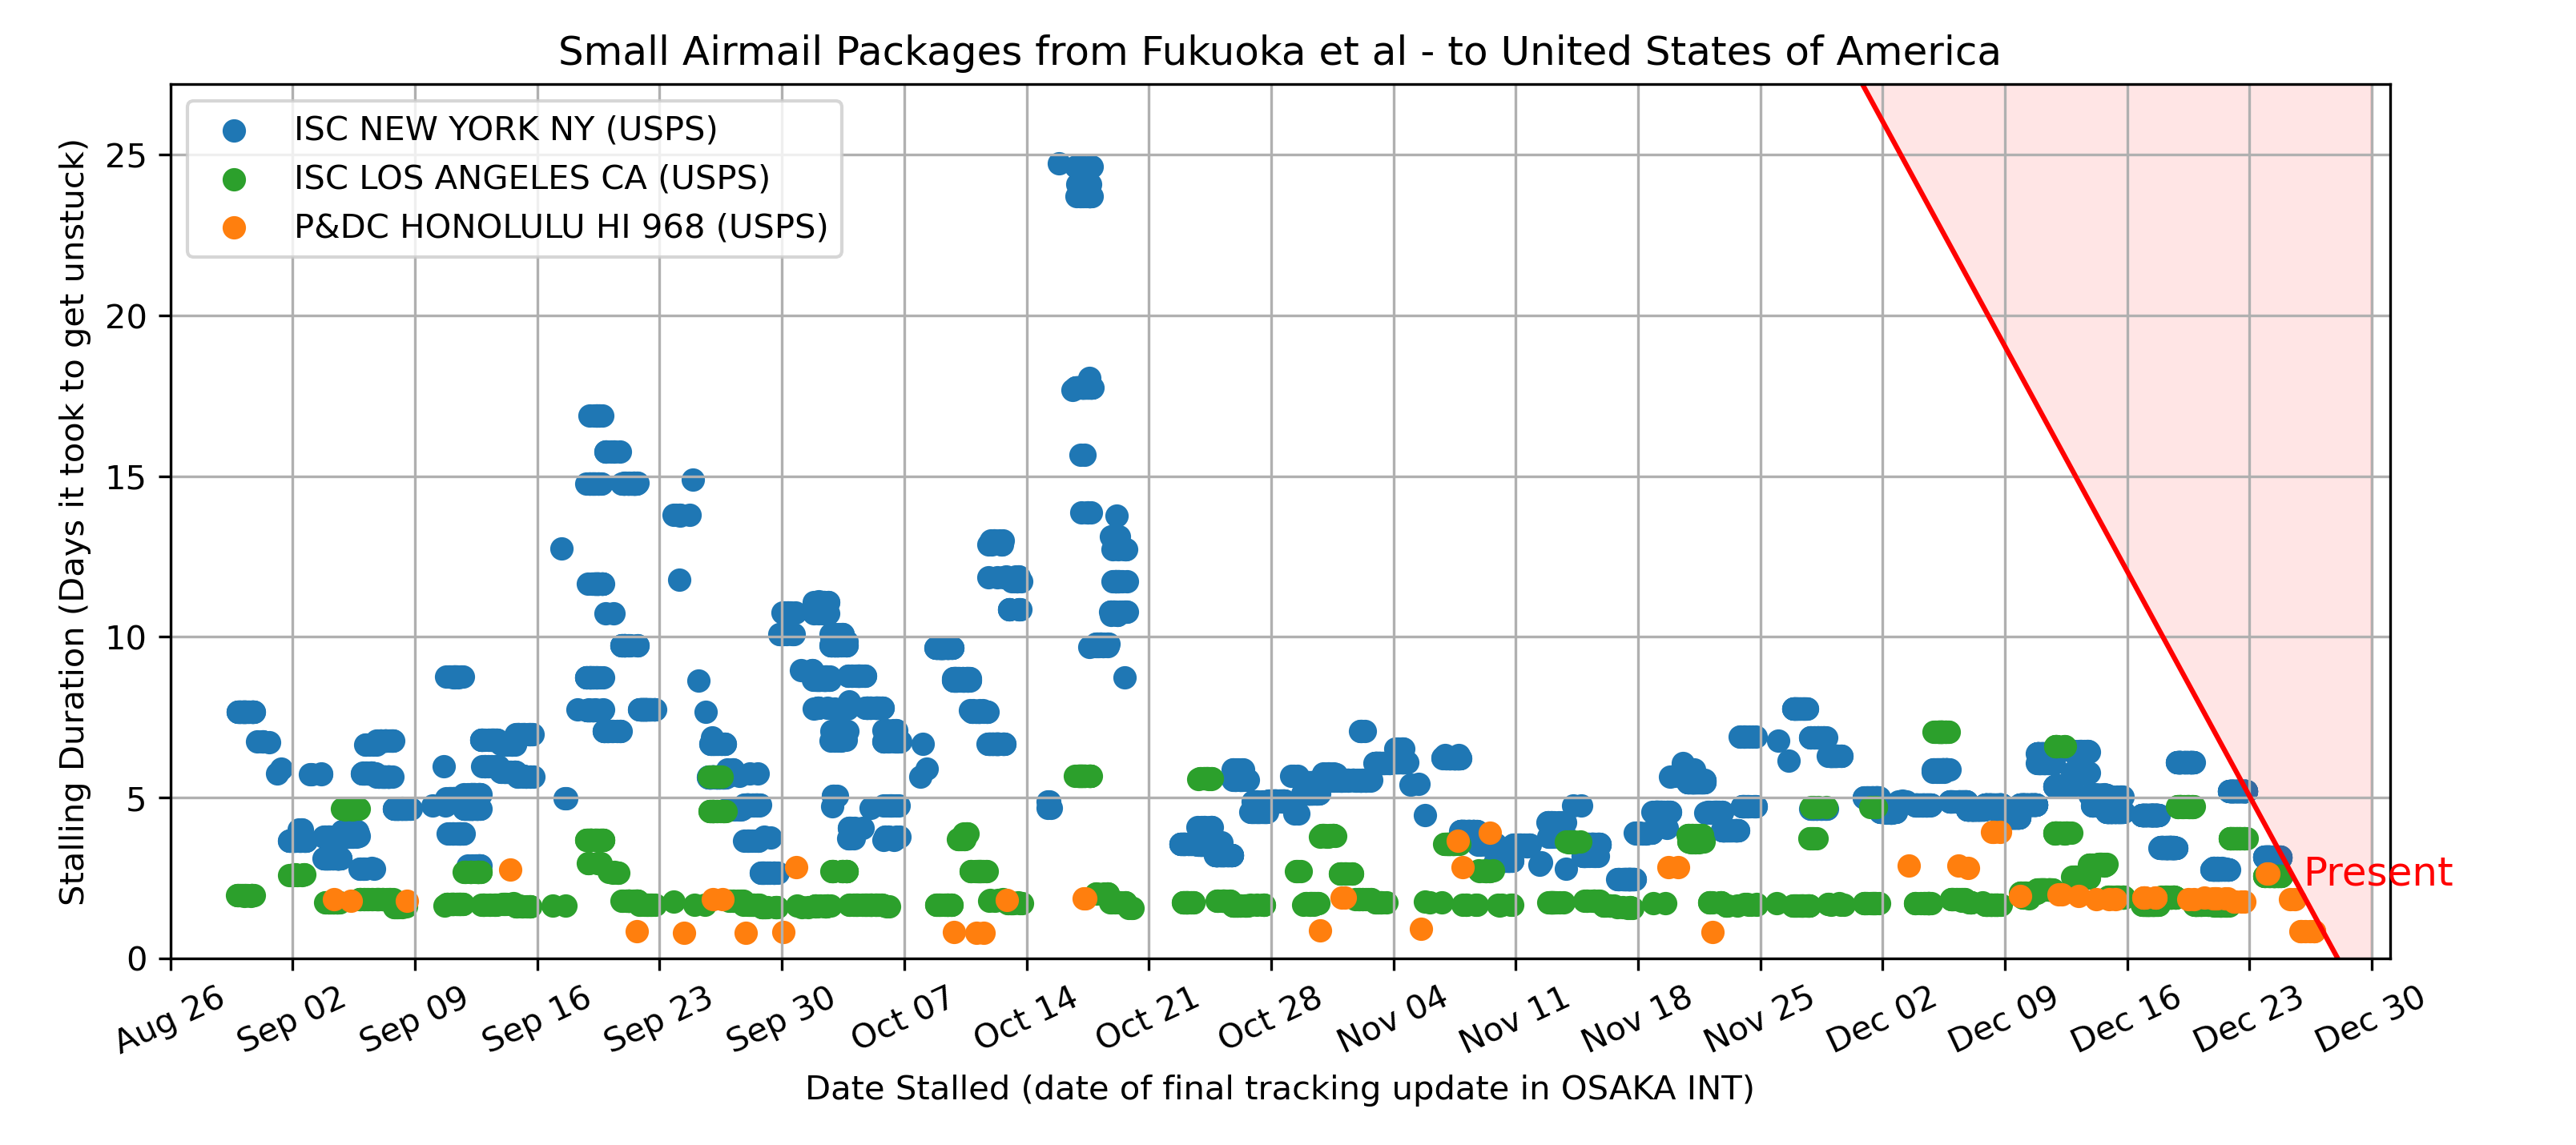 Small Airmail Packages from Fukuoka et al - to United States of America
ISC NEW YORK NY (USPS)
ISC LOS ANGELES CA (USPS)
P&DC HONOLULU HI 968 (USPS)
Stalling Duration (Days it took to get unstuck)
25
20
15
10
5
0
Present
Aug 26
Sep 02
Sep 09
Sep 16
Sep 23
Sep 30
Oct 07
Oct 14
Oct 21
Oct 28
Nov 04
Nov 11
Nov 18
Nov 25
Dec 02
Dec 09
Dec 16
Dec 23
Dec 30
Date Stalled (date of final tracking update in OSAKA INT)